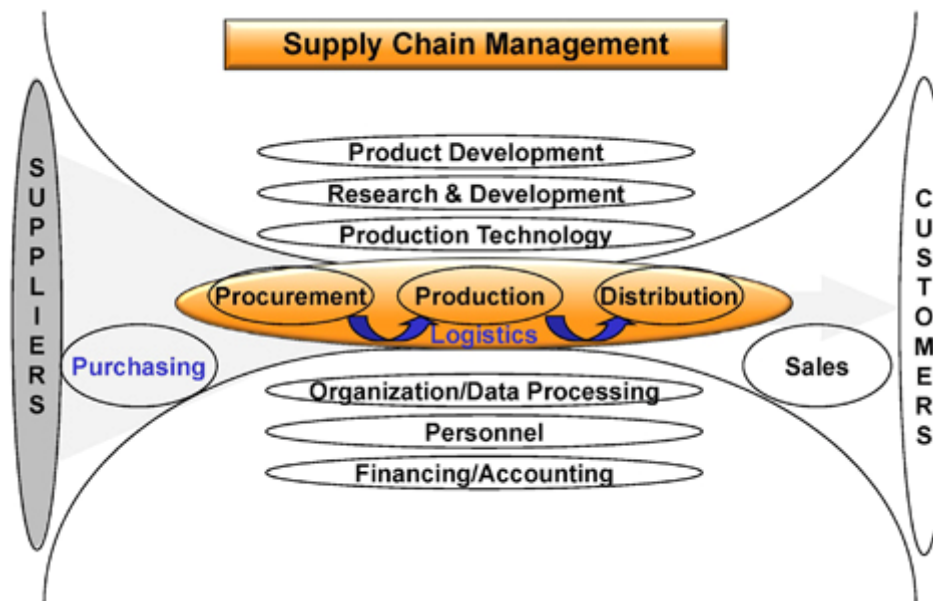 Supply Chain Management
SUPPLIERS
Product Development
Research & Development
Production Technology
Procurement
Production
Distribution
Logistics
Purchasing
Sales
Organization/Data Processing
Personnel
Financing/Accounting
CUSTOMERS